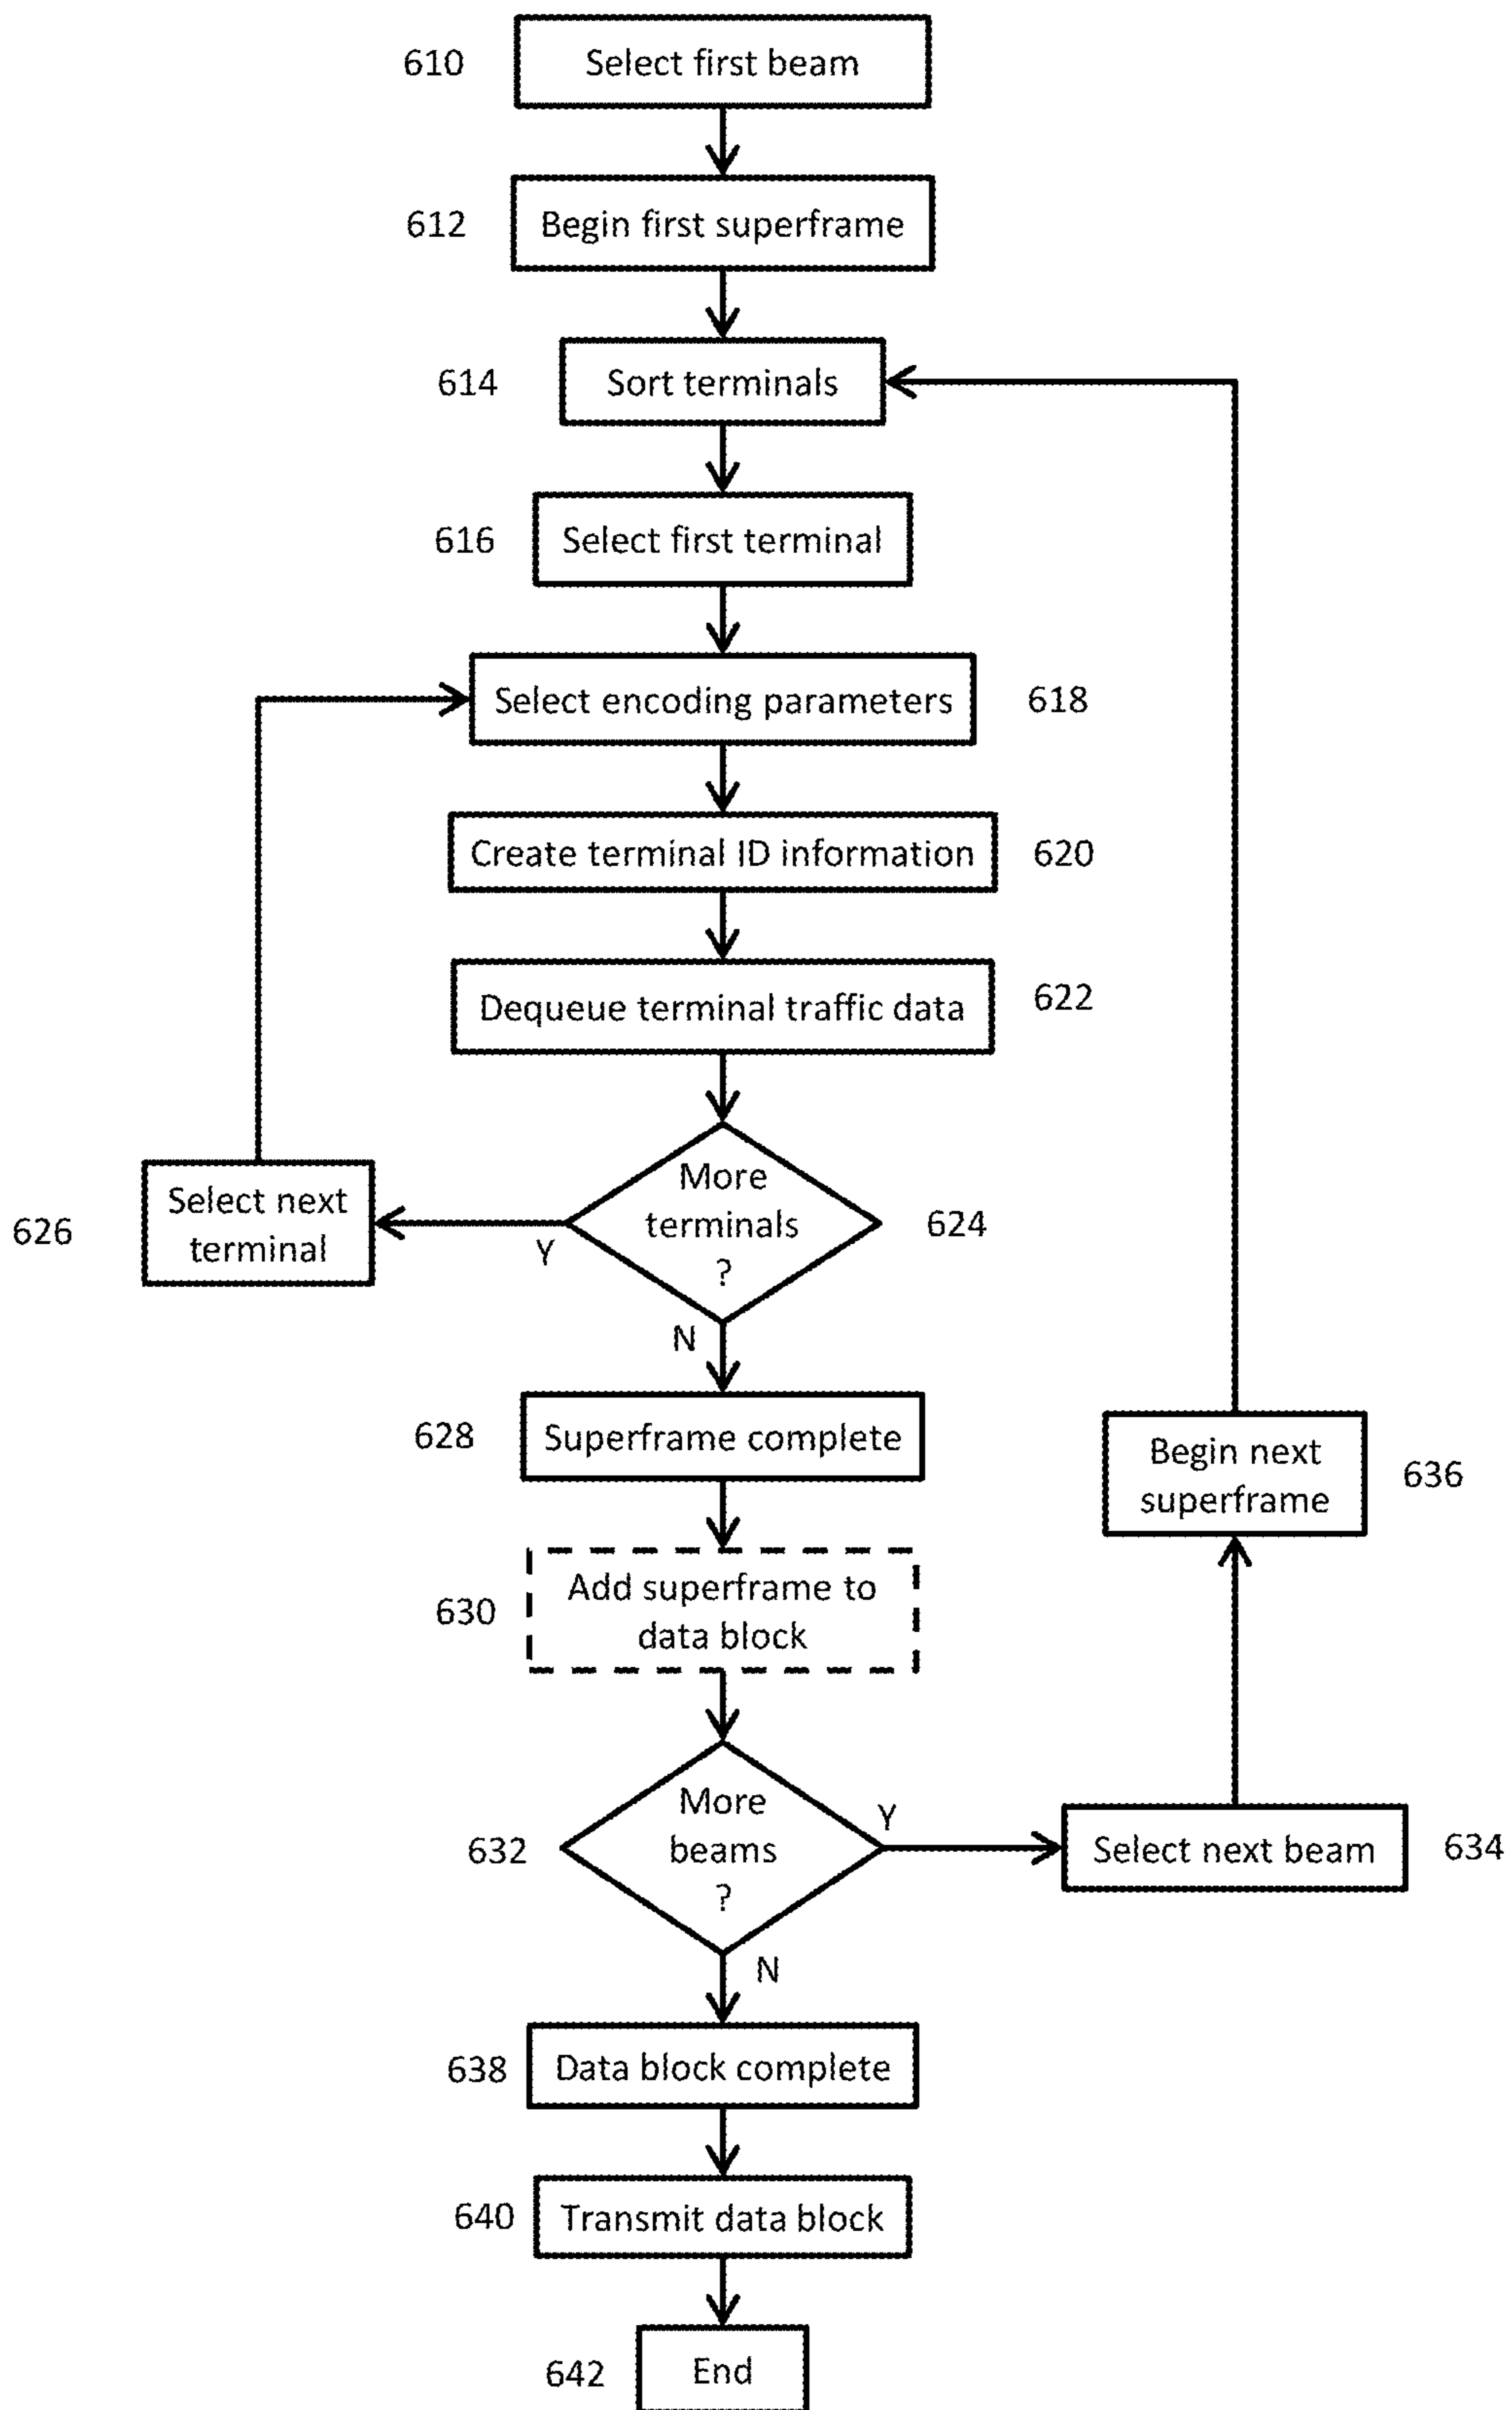 610
Select first beam
612
Begin first superframe
614
Sort terminals
616
Select first terminal
Select encoding parameters
618
Create terminal ID information
620
Dequeue terminal traffic data
622
More
terminals
?
624
Y
626
Select next
terminal
N
628
Superframe complete
630
Add superframe to
data block
632
More
beams
?
Y
Select next beam
634
Begin next
superframe
636
N
638
Data block complete
640
Transmit data block
642
End